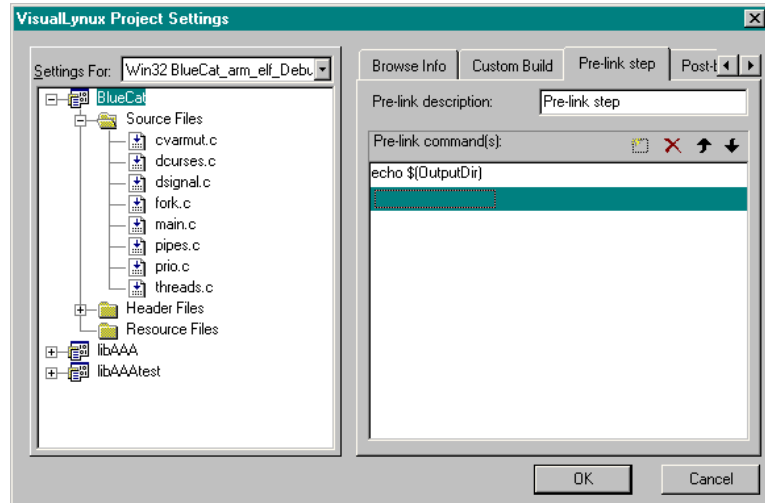 VisualLynux Project Settings
Settings For: Win32 BlueCat_arm_elf_Debu
BlueCat
Source Files
cvarmut.c
dcurses.c
dsignal.c
fork.c
main.c
pipes.c
prio.c
threads.c
Header Files
Resource Files
libAAA
libAAAtest
Browse Info Custom Build Pre-link step Post-
Pre-link description: Pre-link step
Pre-link command(s):
echo $(OutputDir)
OK Cancel